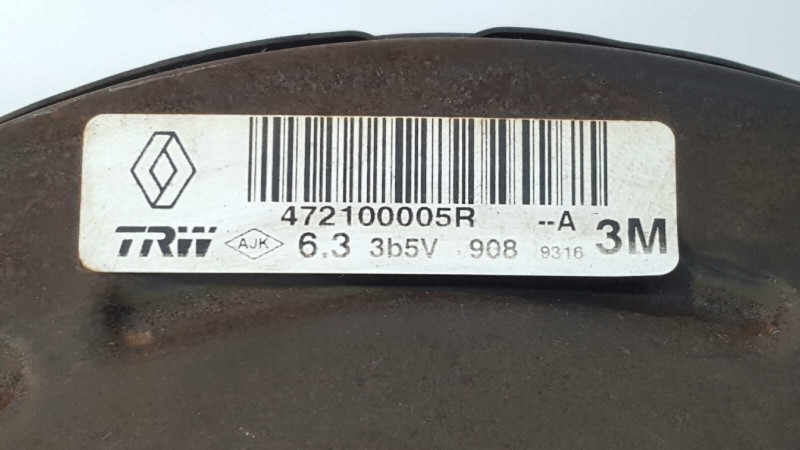 472100005R --A
TRW AJK 6.3 3b5V 908 9316 3M